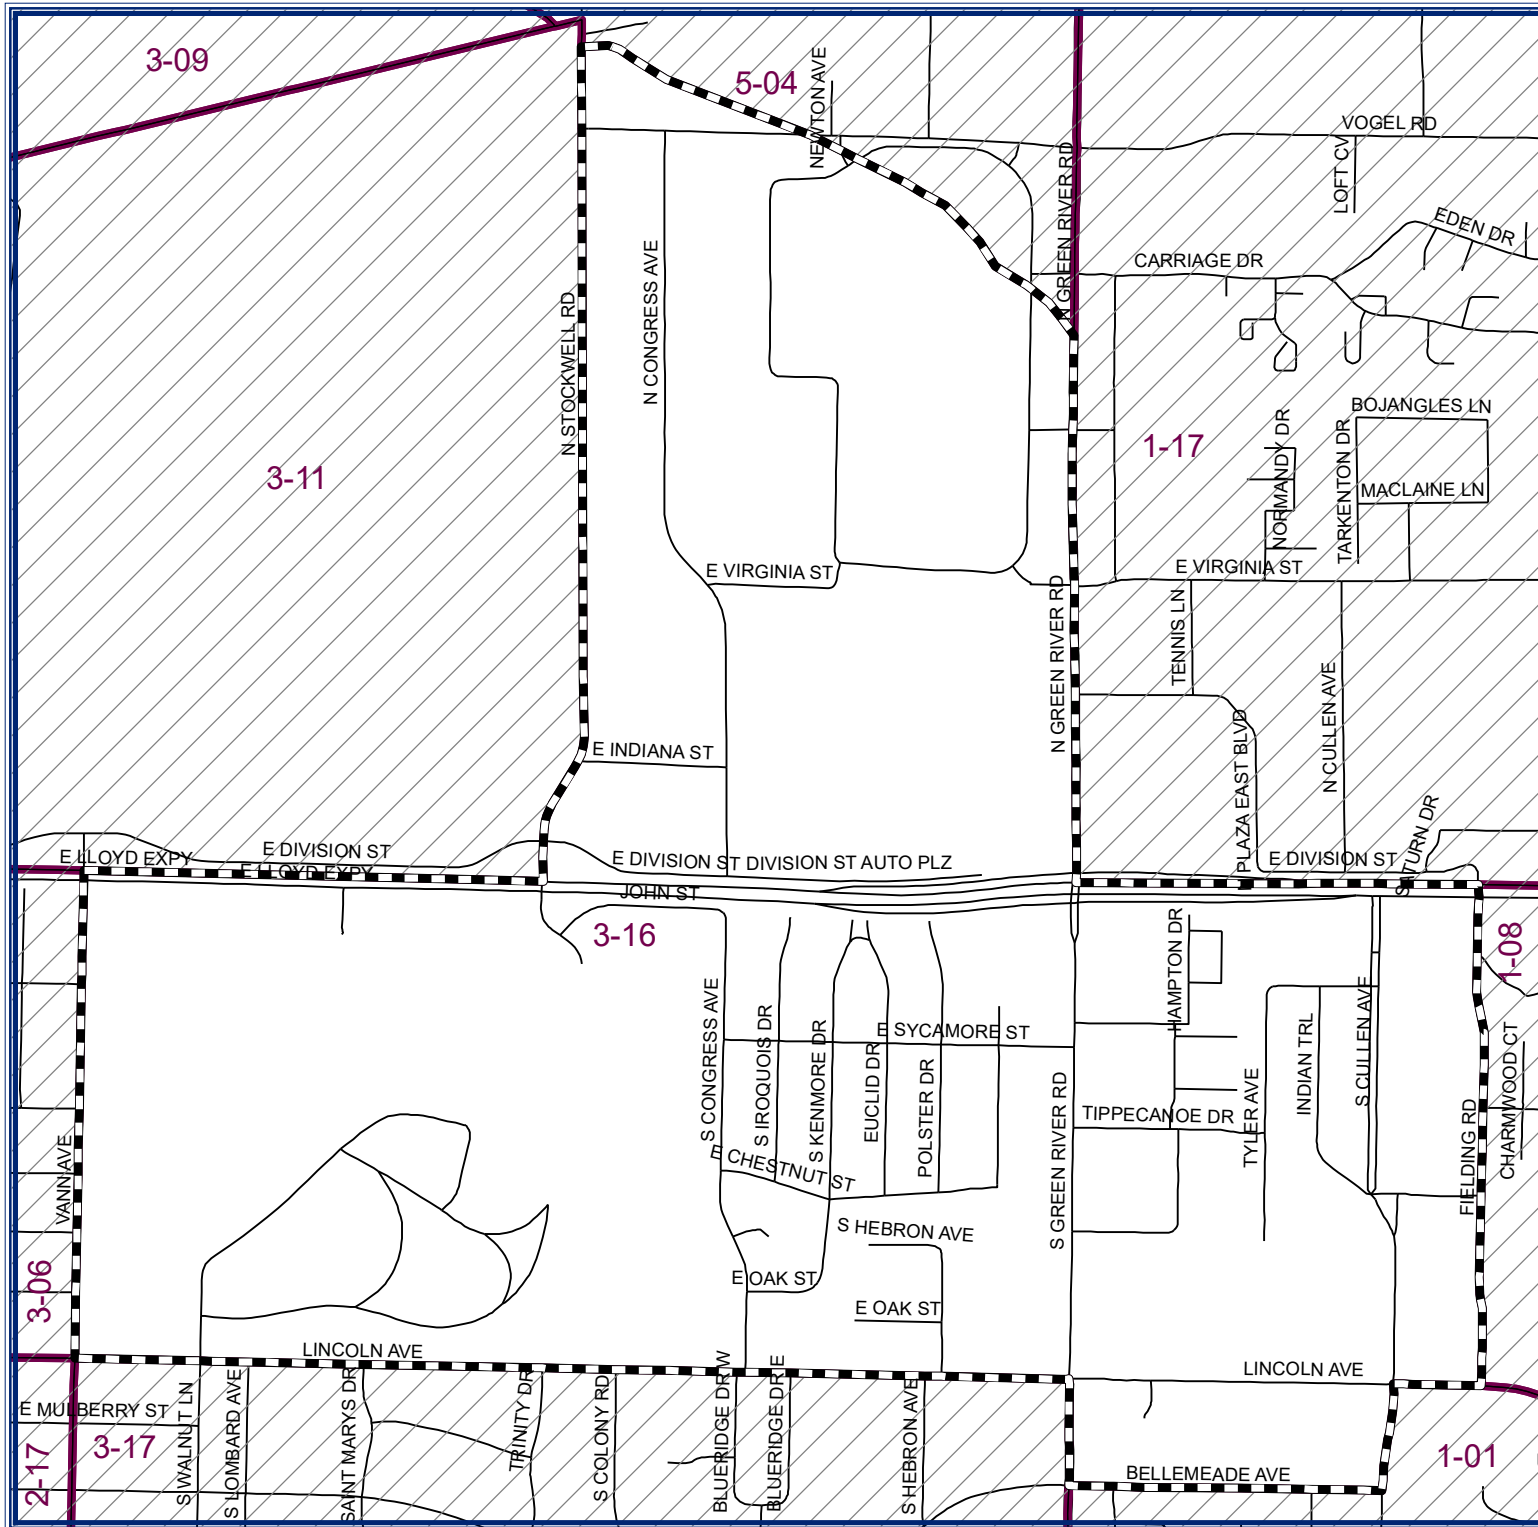 3-09
5-04
NEWTON AVE
N GREEN RIVER RD
VOGEL RD
LOFT CV
EDEN DR
CARRIAGE DR
N STOCKWELL RD
N CONGRESS AVE
3-11
1-17
BOJANGLES LN
NORMANDY DR
TARKENTON DR
MACLAINE LN
E VIRGINIA ST
E VIRGINIA ST
TENNIS LN
N GREEN RIVER RD
N CULLEN AVE
PLAZA EAST BLVD
E INDIANA ST
SATURN DR
E LLOYD EXPY
E DIVISION ST
E LLOYD EXPY
E DIVISION ST DIVISION ST AUTO PLZ
E DIVISION ST
JOHN ST
3-16
1-08
HAMPTON DR
S CONGRESS AVE
S IROQUOIS DR
S KENMORE DR
E SYCAMORE ST
EUCLID DR
POLSTER DR
S GREEN RIVER RD
TIPPECANOE DR
TYLER AVE
INDIAN TRL
S CULLEN AVE
FIELDING RD
CHARMWOOD CT
VANN AVE
E CHESTNUT ST
S HEBRON AVE
3-06
E OAK ST
E OAK ST
LINCOLN AVE
LINCOLN AVE
E MULBERRY ST
3-17
2-17
S WALNUT LN
S LOMBARD AVE
SAINT MARYS DR
TRINITY DR
S COLONY RD
BLUERIDGE DR W
BLUERIDGE DR E
S HEBRON AVE
BELLEMEADE AVE
1-01